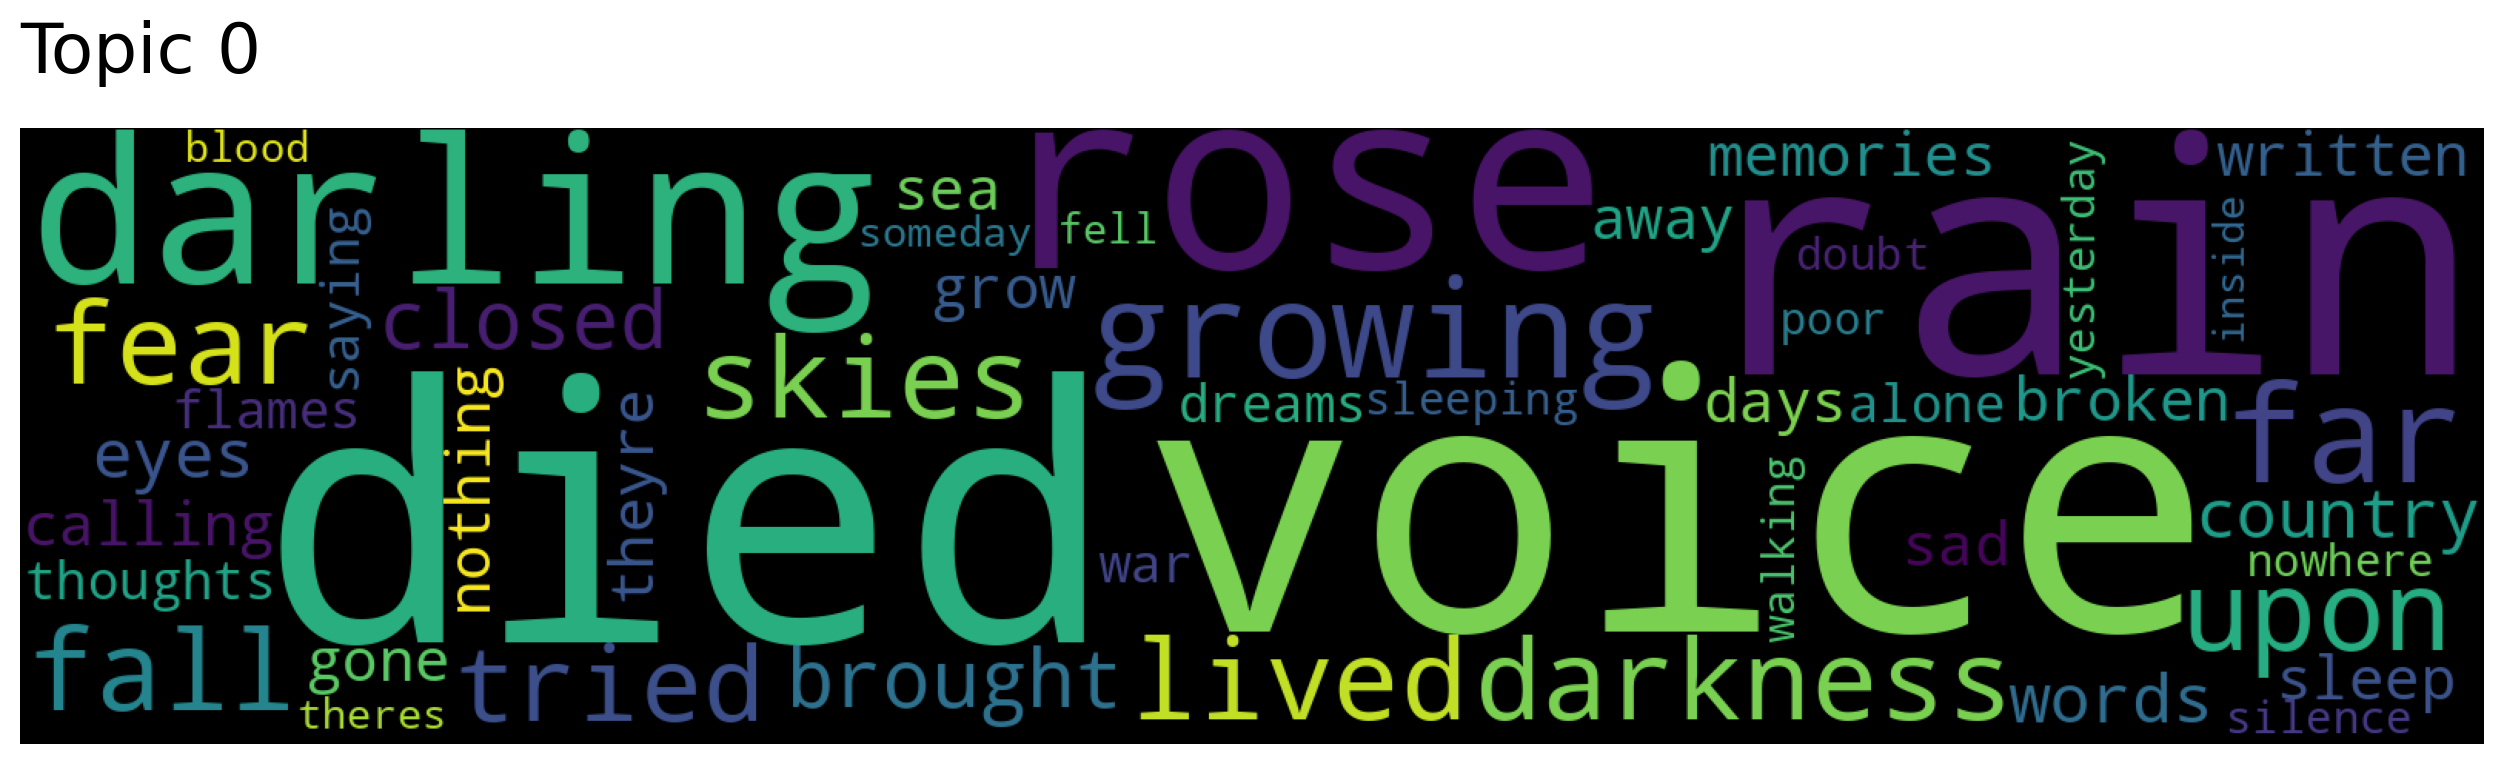 Topic 0
blood
darling
rose
rain
memories
written
sea
someday
fell
away
saying
yesterday
inside
doubt
grow
growing
poor
fear
closed
skies
flames
nothing
theyre
dreams
sleeping
days
alone
broken
far
eyes
died
voice
calling
thoughts
war
walking
sad
country
nowhere
upon
fall
gone
theres
tried
brought
lived
darkness
words
sleep
silence